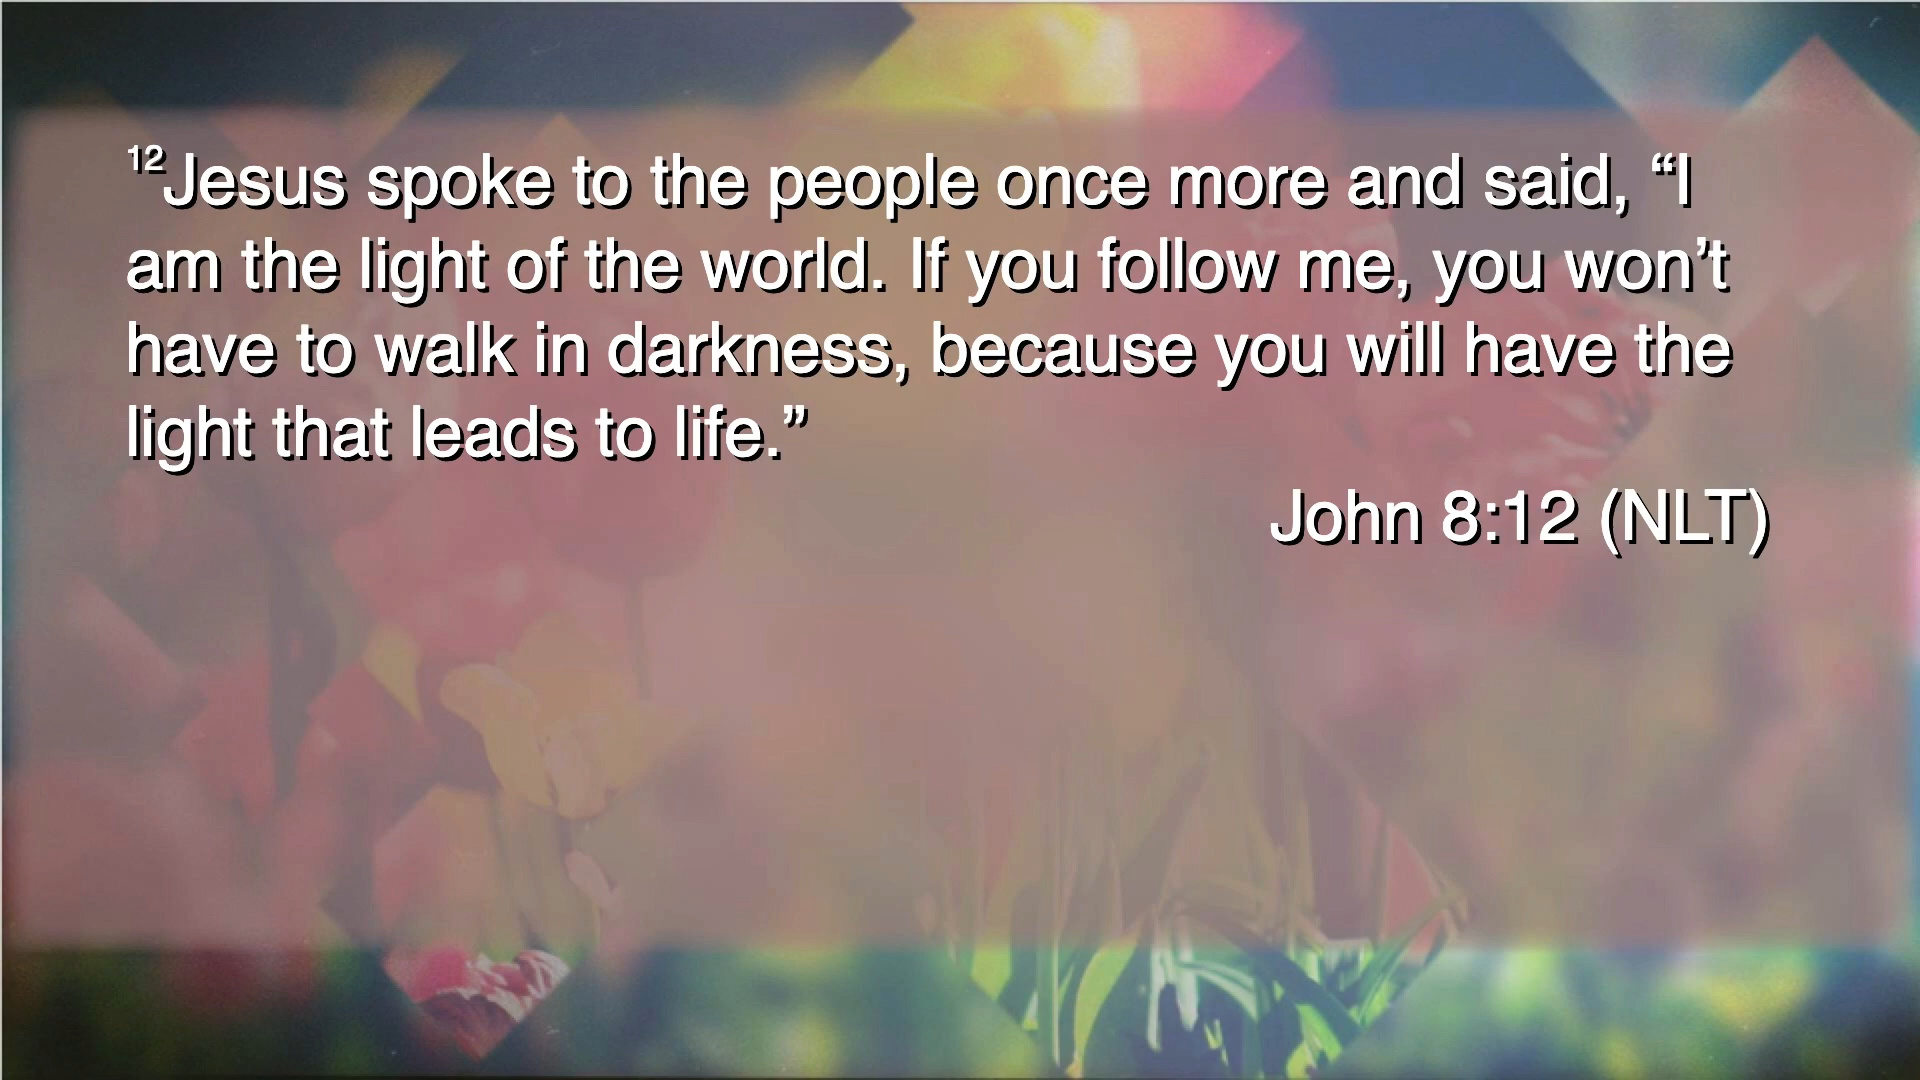 12Jesus spoke to the people once more and said, “I
am the light of the world. If you follow me, you won’t
have to walk in darkness, because you will have the
light that leads to life.”
John 8:12 (NLT)